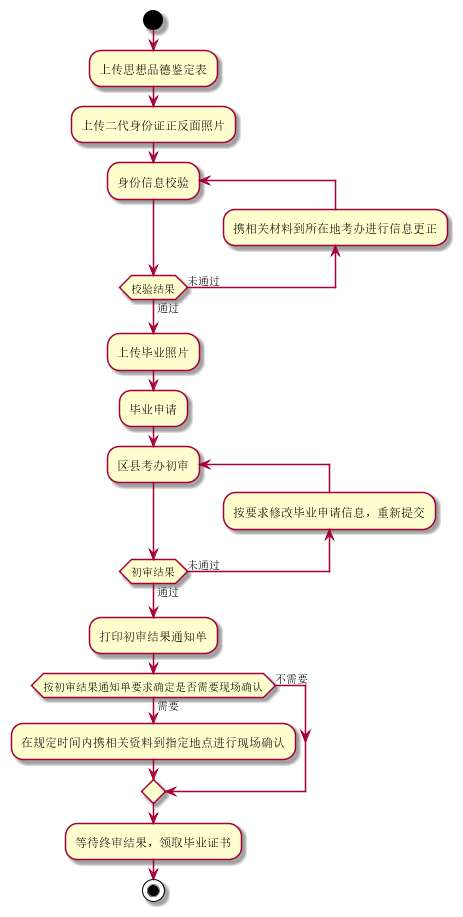 上传思想品德鉴定表
上传二代身份证正反面照片
身份信息校验
携相关材料到所在地考办进行信息更正
校验结果
未通过
通过
上传毕业照片
毕业申请
区县考办初审
按要求修改毕业申请信息，重新提交
初审结果
未通过
通过
打印初审结果通知单
按初审结果通知单要求确定是否需要现场确认
不需要
需要
在规定时间内携相关资料到指定地点进行现场确认
等待终审结果，领取毕业证书